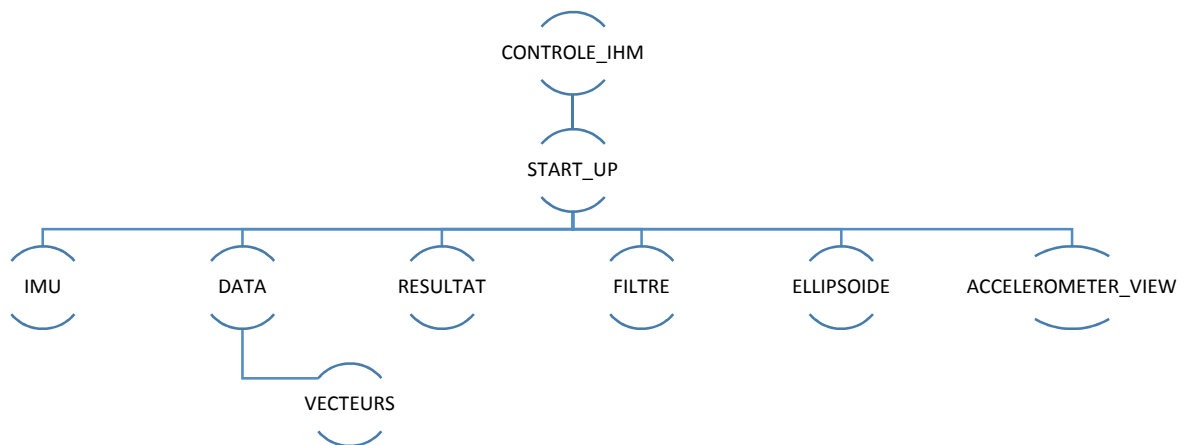 CONTROLE_IHM
START_UP
IMU
DATA
RESULTAT
FILTRE
ELLIPSOIDE
ACCELEROMETER_VIEW
VECTEURS